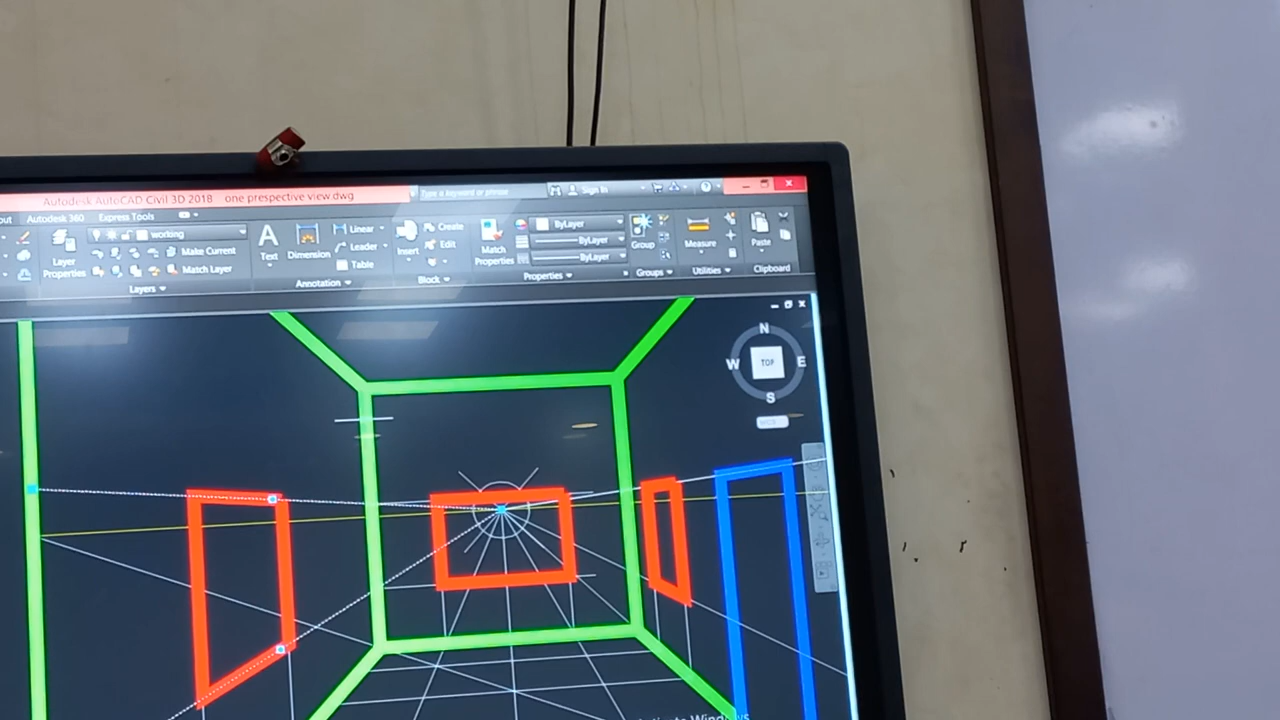 Autodesk AutoCAD Civil 3D 2018 one prespective view.dwg
Type a keyword or phrase
Sign In
out Autodesk 360 Express Tools
working
Make Current
Match Layer
Layer
Properties
Layers
Text
Dimension
Linear
Leader
Table
Annotation
Insert
Create
Edit
Block
Match
Properties
ByLayer
ByLayer
ByLayer
Properties
Group
Groups
Measure
Utilities
Paste
Clipboard
N
W TOP E
S
WCS